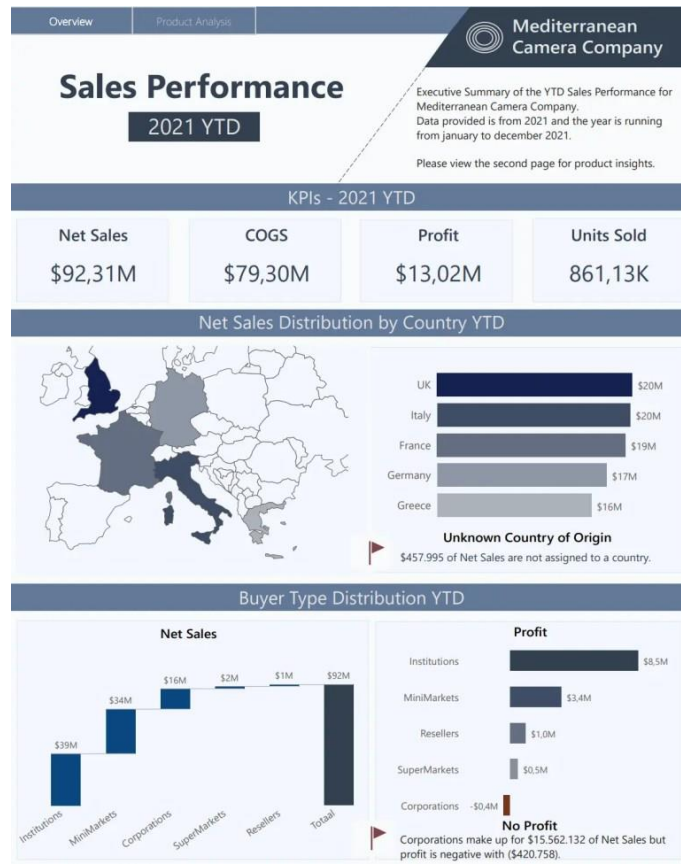 Overview
Product Analysis
Mediterranean
Camera Company
Sales Performance
2021 YTD
Executive Summary of the YTD Sales Performance for
Mediterranean Camera Company.
Data provided is from 2021 and the year is running
from january to december 2021.
Please view the second page for product insights.
KPIs - 2021 YTD
Net Sales
$92,31M
COGS
$79,30M
Profit
$13,02M
Units Sold
861,13K
Net Sales Distribution by Country YTD
UK $20M
Italy $20M
France $19M
Germany $17M
Greece $16M
Unknown Country of Origin
$457.995 of Net Sales are not assigned to a country.
Buyer Type Distribution YTD
Net Sales
$39M
$34M
$16M
$2M
$1M
$92M
Institutions
MiniMarkets
Corporations
SuperMarkets
Resellers
Totaal
Profit
Institutions $8,5M
MiniMarkets $3,4M
Resellers $1,0M
SuperMarkets $0,5M
Corporations -$0,4M
No Profit
Corporations make up for $15.562.132 of Net Sales but
profit is negative with ($420.758).